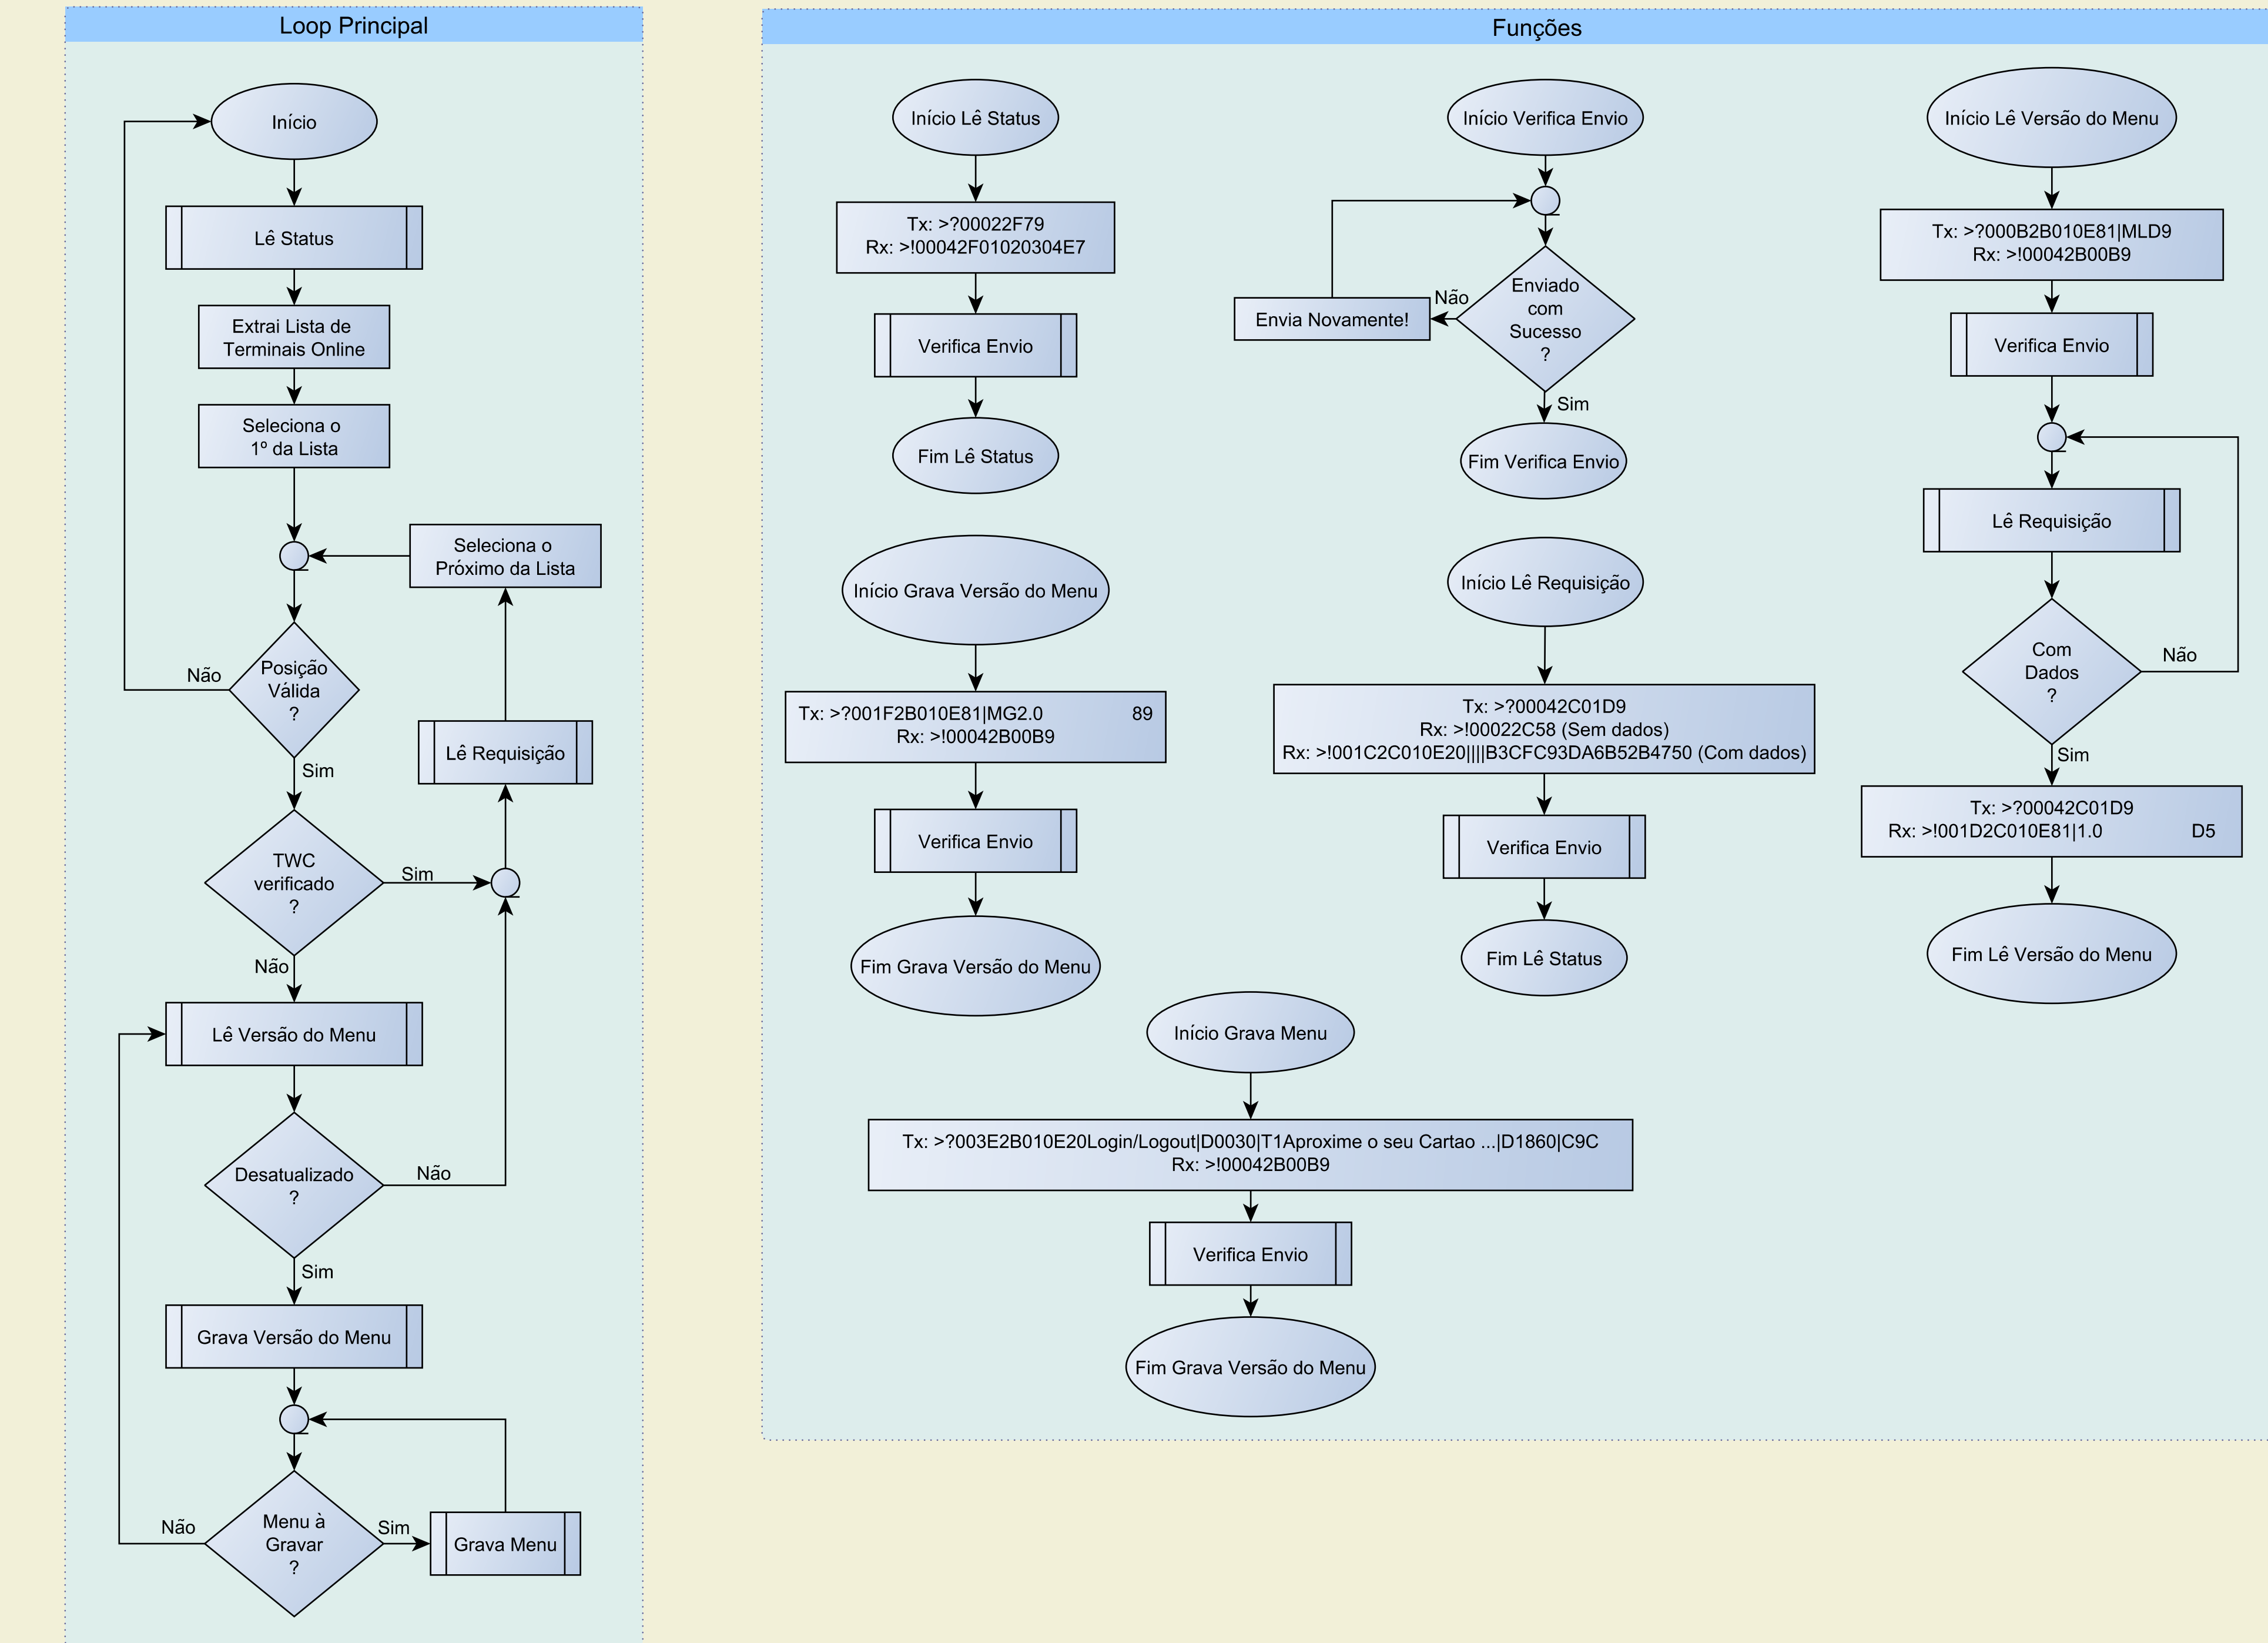 Loop Principal
Início
Lê Status
Extrai Lista de
Terminais Online
Seleciona o
1º da Lista
Seleciona o
Próximo da Lista
Posição
Válida
?
Não
Sim
Lê Requisição
TWC
verificado
?
Sim
Não
Lê Versão do Menu
Desatualizado
?
Não
Sim
Grava Versão do Menu
Menu à
Gravar
?
Não
Sim
Grava Menu
Funções
Início Lê Status
Tx: >?00022F79
Rx: >!00042F01020304E7
Verifica Envio
Fim Lê Status
Início Verifica Envio
Enviado
com
Sucesso
?
Não
Envia Novamente!
Sim
Fim Verifica Envio
Início Lê Versão do Menu
Tx: >?000B2B010E81|MLD9
Rx: >!00042B00B9
Verifica Envio
Lê Requisição
Com
Dados
?
Não
Sim
Tx: >?00042C01D9
Rx: >!001D2C010E81|1.0 D5
Fim Lê Versão do Menu
Início Grava Versão do Menu
Tx: >?001F2B010E81|MG2.0 89
Rx: >!00042B00B9
Verifica Envio
Fim Grava Versão do Menu
Início Lê Requisição
Tx: >?00042C01D9
Rx: >!00022C58 (Sem dados)
Rx: >!001C2C010E20||||B3CFC93DA6B52B4750 (Com dados)
Verifica Envio
Fim Lê Status
Início Grava Menu
Tx: >?003E2B010E20Login/Logout|D0030|T1Aproxime o seu Cartao ...|D1860|C9C
Rx: >!00042B00B9
Verifica Envio
Fim Grava Versão do Menu